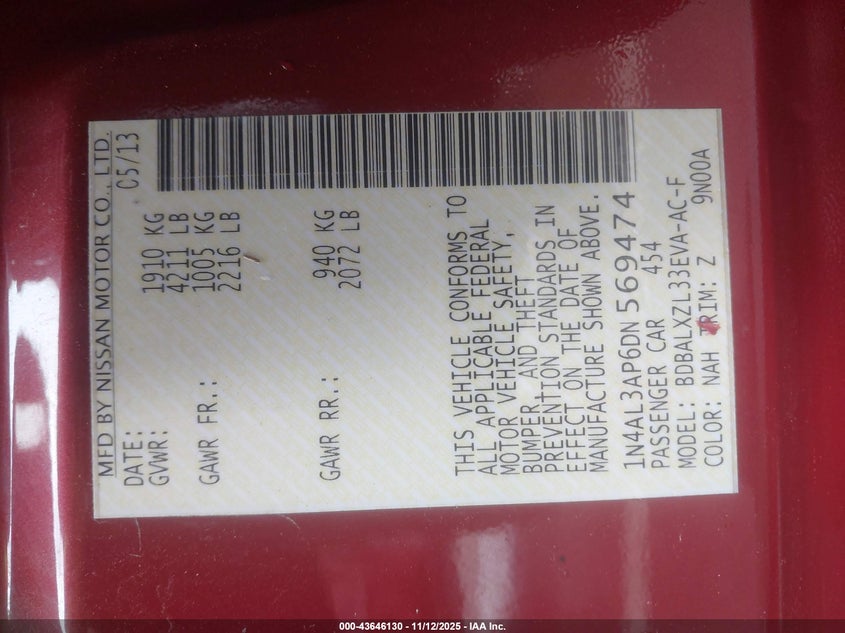 MFD BY NISSAN MOTOR CO., LTD.
DATE: 05/13
GVWR: 1910 KG
4211 LB
GAWR FR.: 1005 KG
2216 LB
GAWR RR.: 940 KG
2072 LB
THIS VEHICLE CONFORMS TO
ALL APPLICABLE FEDERAL
MOTOR VEHICLE SAFETY,
BUMPER, AND THEFT
PREVENTION STANDARDS IN
EFFECT ON THE DATE OF
MANUFACTURE SHOWN ABOVE.
1N4AL3AP6DN569474
PASSENGER CAR 454
MODEL: BDBALXZL33EVA-AC-F
COLOR: NAH TRIM: Z 9N00A
000-43646130 - 11/12/2025 - IAA Inc.